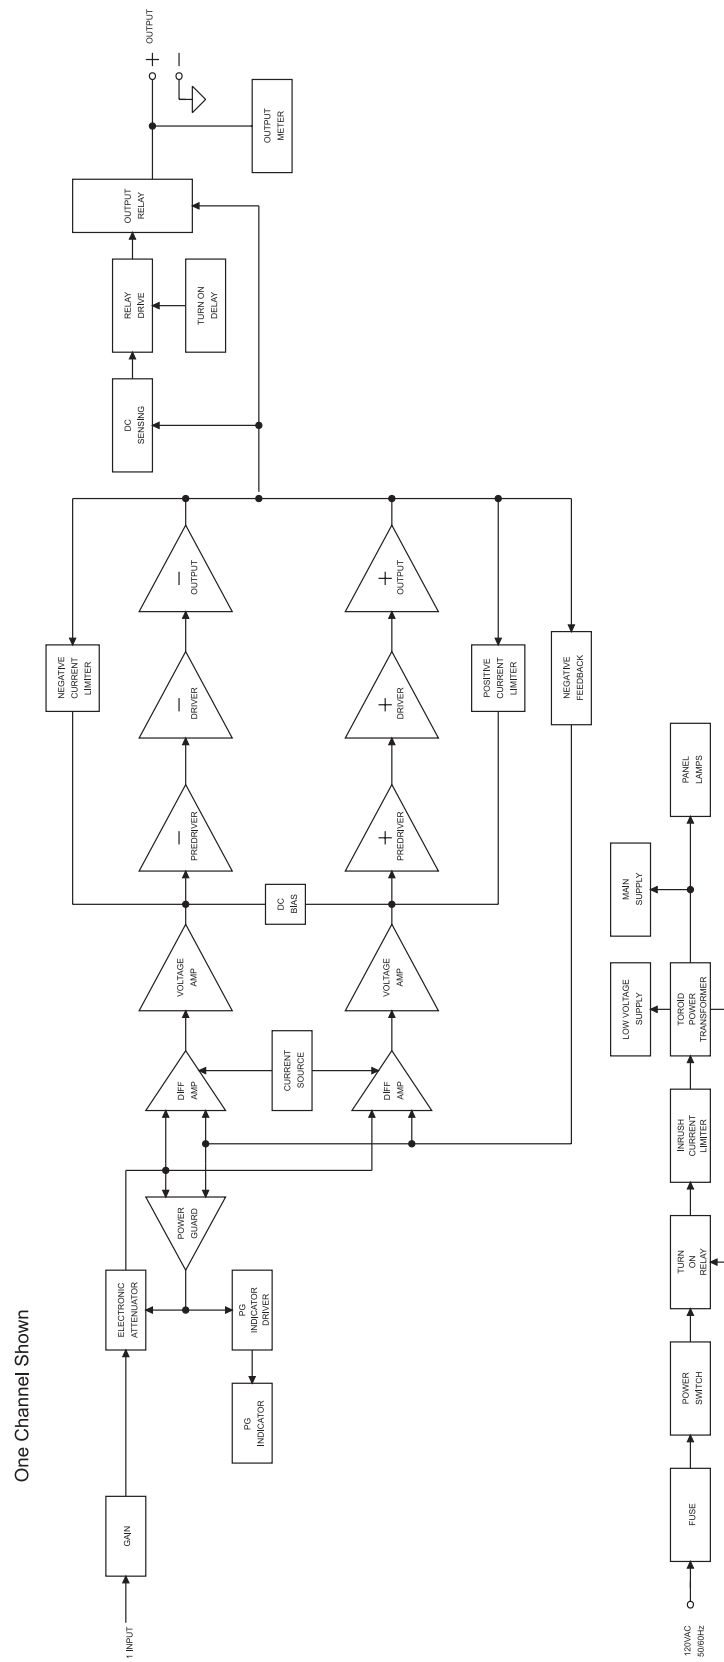 One Channel Shown
1 INPUT
GAIN
ELECTRONIC
ATTENUATOR
POWER
GUARD
PG
INDICATOR
DRIVER
PG
INDICATOR
DIFF
AMP
CURRENT
SOURCE
DIFF
AMP
VOLTAGE
AMP
VOLTAGE
AMP
DC
BIAS
−
PREDRIVER
+
PREDRIVER
−
DRIVER
+
DRIVER
−
OUTPUT
+
OUTPUT
NEGATIVE
CURRENT
LIMITER
POSITIVE
CURRENT
LIMITER
NEGATIVE
FEEDBACK
DC
SENSING
RELAY
DRIVE
TURN ON
DELAY
OUTPUT
RELAY
OUTPUT
METER
OUTPUT
+
−
120VAC
50/60Hz
FUSE
POWER
SWITCH
TURN
ON
RELAY
INRUSH
CURRENT
LIMITER
TOROID
POWER
TRANSFORMER
LOW VOLTAGE
SUPPLY
MAIN
SUPPLY
PANEL
LAMPS